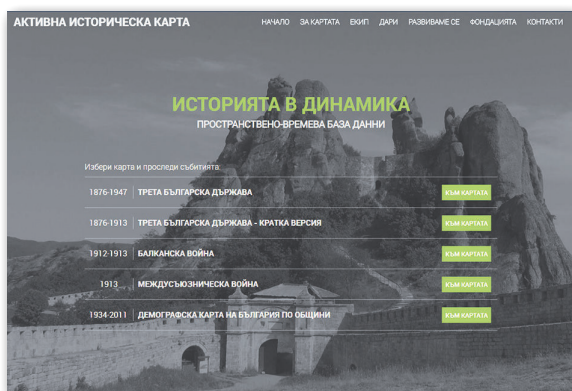 АКТИВНА ИСТОРИЧЕСКА КАРТА НАЧАЛО ЗА КАРТАТА ЕКИП ДАРИ РАЗВИВАМЕ СЕ ФОНДАЦИЯТА КОНТАКТИ
ИСТОРИЯТА В ДИНАМИКА
ПРОСТРАНСТВЕНО-ВРЕМЕВА БАЗА ДАННИ
Избери карта и проследи събитията:
1876-1947 ТРЕТА БЪЛГАРСКА ДЪРЖАВА КЪМ КАРТАТА
1876-1913 ТРЕТА БЪЛГАРСКА ДЪРЖАВА - КРАТКА ВЕРСИЯ КЪМ КАРТАТА
1912-1913 БАЛКАНСКА ВОЙНА КЪМ КАРТАТА
1913 МЕЖДУСЪЮЗНИЧЕСКА ВОЙНА КЪМ КАРТАТА
1934-2011 ДЕМОГРАФСКА КАРТА НА БЪЛГАРИЯ ПО ОБЩИНИ КЪМ КАРТАТА